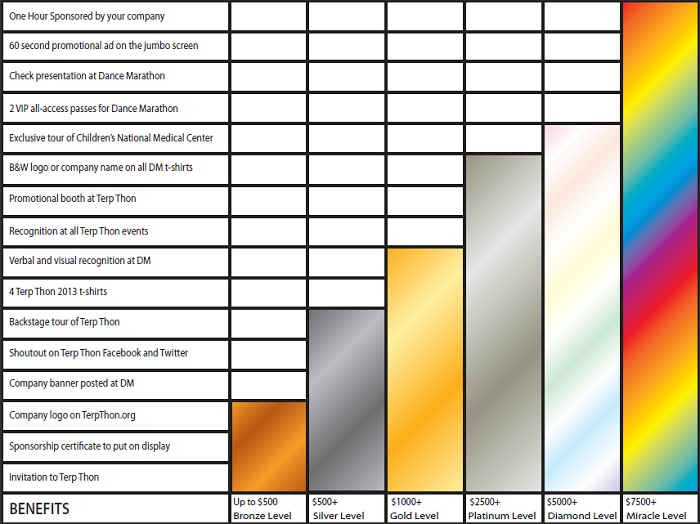 One Hour Sponsored by your company
60 second promotional ad on the jumbo screen
Check presentation at Dance Marathon
2 VIP all-access passes for Dance Marathon
Exclusive tour of Children's National Medical Center
B&W logo or company name on all DM t-shirts
Promotional booth at Terp Thon
Recognition at all Terp Thon events
Verbal and visual recognition at DM
4 Terp Thon 2013 t-shirts
Backstage tour of Terp Thon
Shoutout on Terp Thon Facebook and Twitter
Company banner posted at DM
Company logo on TerpThon.org
Sponsorship certificate to put on display
Invitation to Terp Thon
BENEFITS
Up to $500
Bronze Level
$500+
Silver Level
$1000+
Gold Level
$2500+
Platinum Level
$5000+
Diamond Level
$7500+
Miracle Level